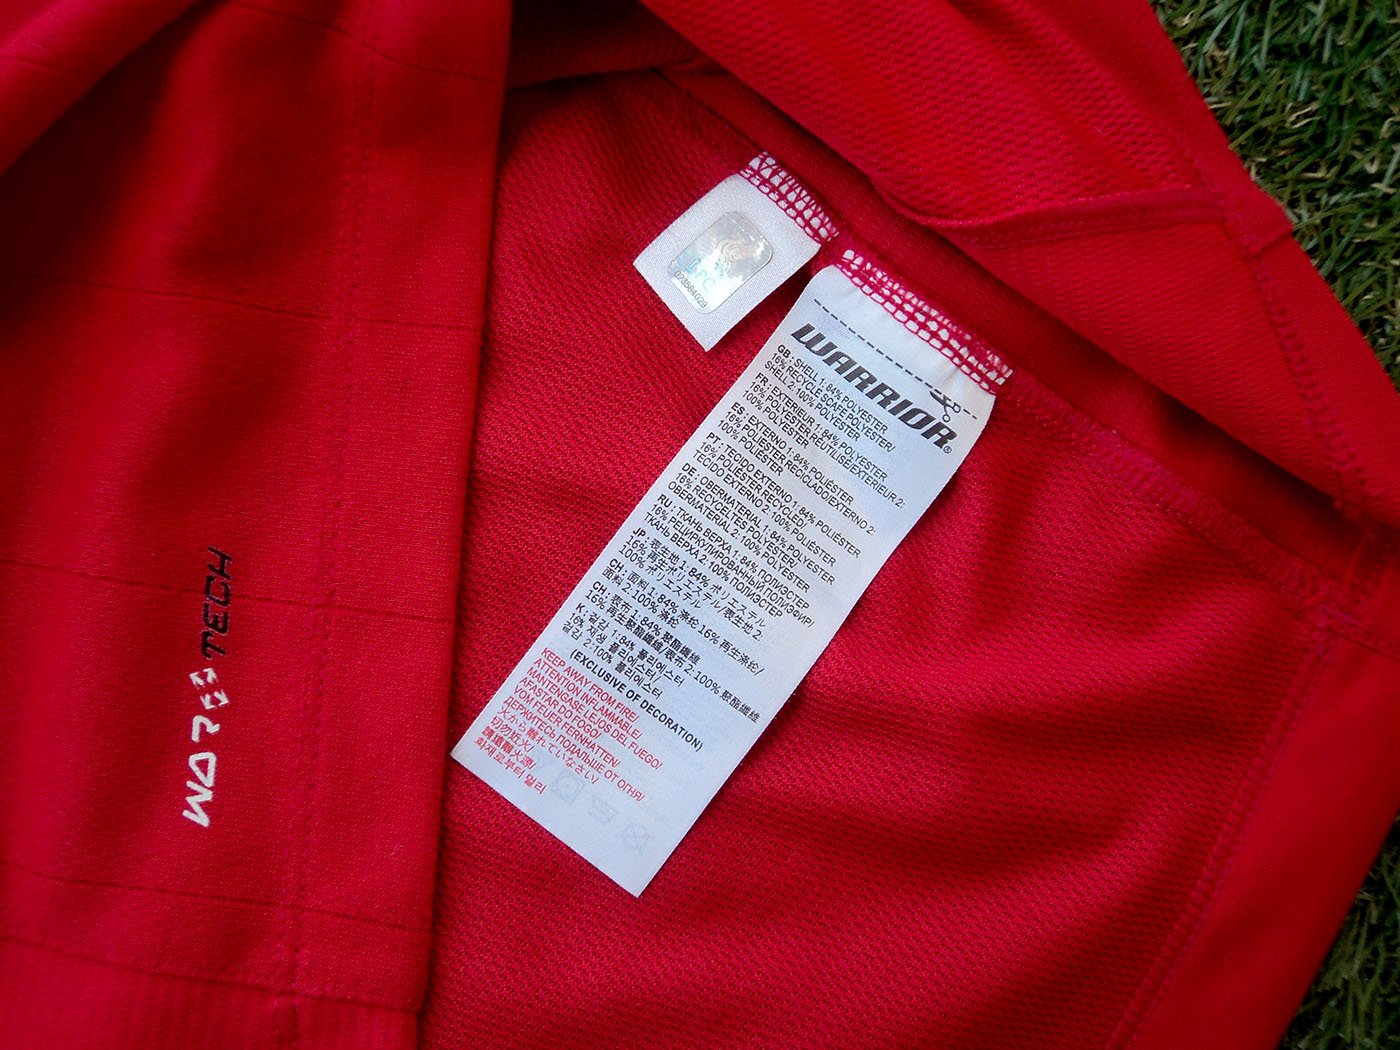 LFC
023564029
WARRIOR®
GB : SHELL 1: 84% POLYESTER
16% RECYCLE SCAFE POLYESTER/
SHELL 2: 100% POLYESTER
FR : EXTERIEUR 1: 84% POLYESTER
16% POLYESTER RÉUTILISÉ/EXTERIEUR 2:
100% POLYESTER
ES : EXTERNO 1: 84% POLIÉSTER
16% POLIÉSTER RECICLADO/EXTERNO 2:
100% POLIÉSTER
PT : TECIDO EXTERNO 1: 84% POLIÉSTER
16% POLIÉSTER RECYCLED/
TECIDO EXTERNO 2: 100% POLIÉSTER
DE : OBERMATERIAL 1: 84% POLYESTER
16% RECYCELTES POLYESTER/
OBERMATERIAL 2: 100% POLYESTER
RU : ТКАНЬ ВЕРХА 1: 84% ПОЛИЭСТЕР
16% РЕЦИРКУЛИРОВАННЫЙ ПОЛИЭФИР/
ТКАНЬ ВЕРХА 2: 100% ПОЛИЭСТЕР
JP : 表生地 1: 84% ポリエステル
16% 再生ポリエステル/表生地 2:
100% ポリエステル
CH : 面料 1: 84% 涤纶 16% 再生涤纶/
面料 2: 100% 涤纶
CH : 表布 1: 84% 聚酯纖維
16% 再生聚酯纖維/表布 2: 100% 聚酯纖維
K : 겉감 1: 84% 폴리에스터
16% 재생 폴리에스터/
겉감 2: 100% 폴리에스터
(EXCLUSIVE OF DECORATION)
KEEP AWAY FROM FIRE/
ATTENTION INFLAMMABLE/
MANTENGASE LEJOS DEL FUEGO/
AFASTAR DO FOGO/
VOM FEUER FERNHATTEN/
ДЕРЖИТЕСЬ ПОДАЛЬШЕ ОТ ОГНЯ/
火から離れていなさい/
切勿近火/
請遠離火頭/
화재로부터 멀리
WAR TECH